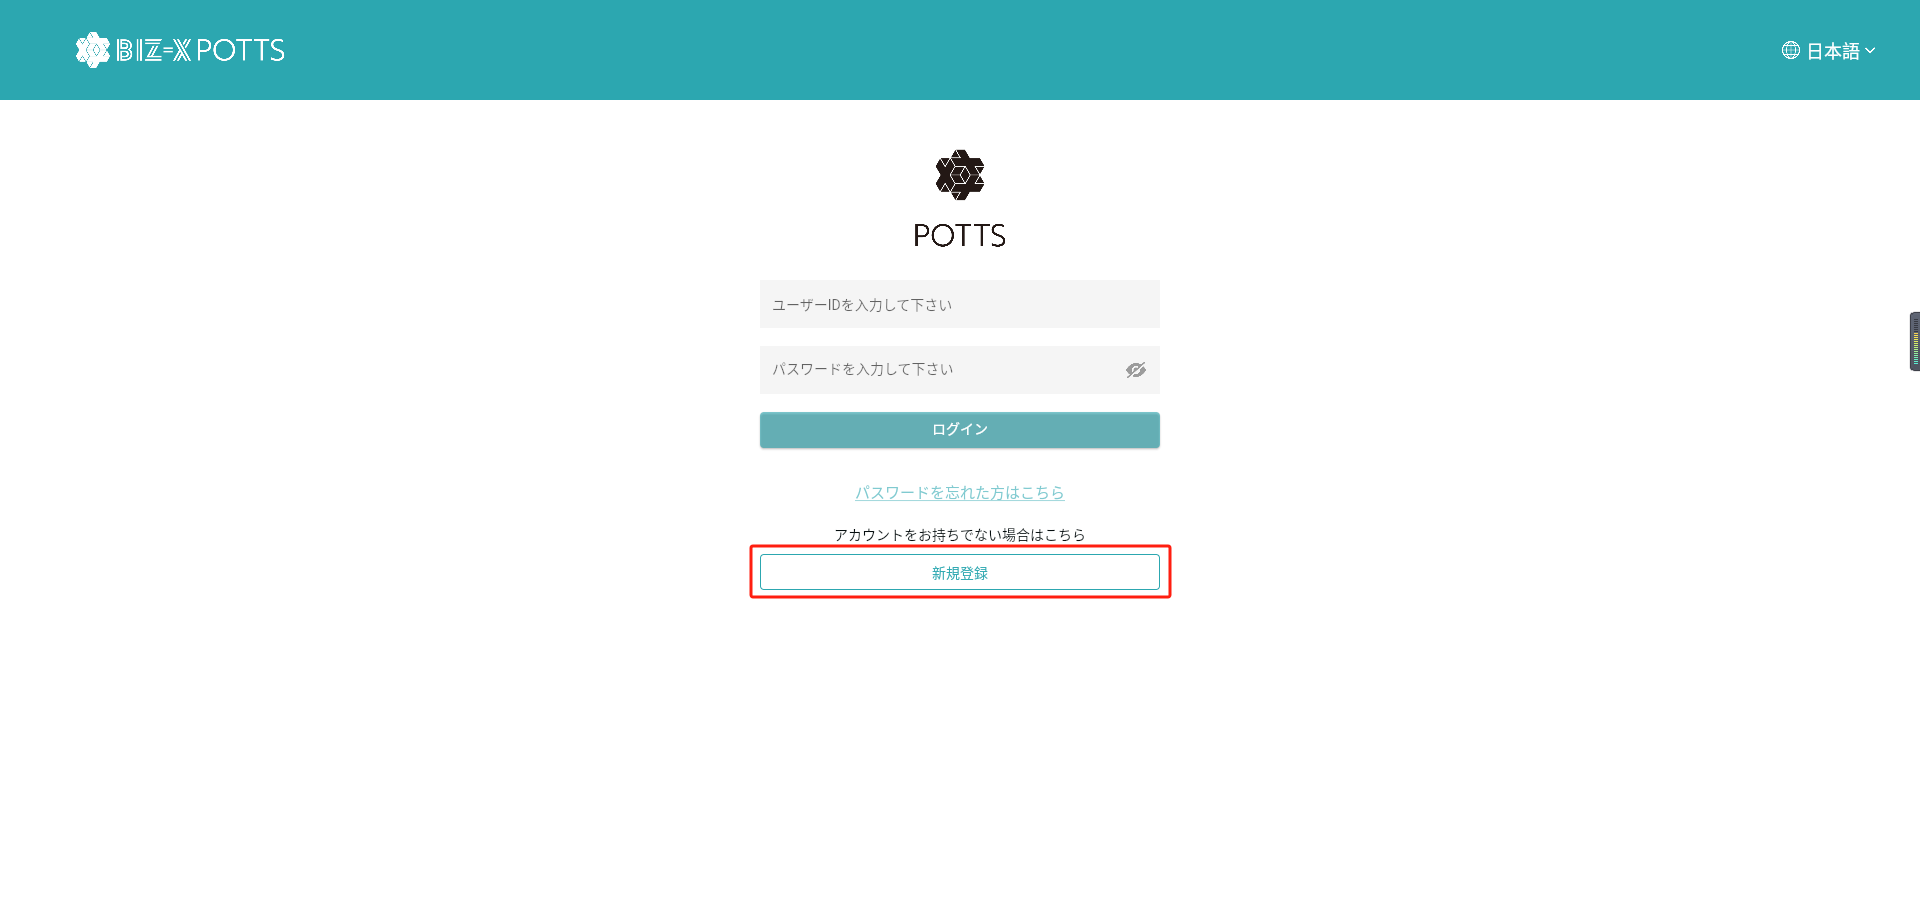 BIZ-X POTTS
日本語
POTTS
ユーザーIDを入力して下さい
パスワードを入力して下さい
ログイン
パスワードを忘れた方はこちら
アカウントをお持ちでない場合はこちら
新規登録